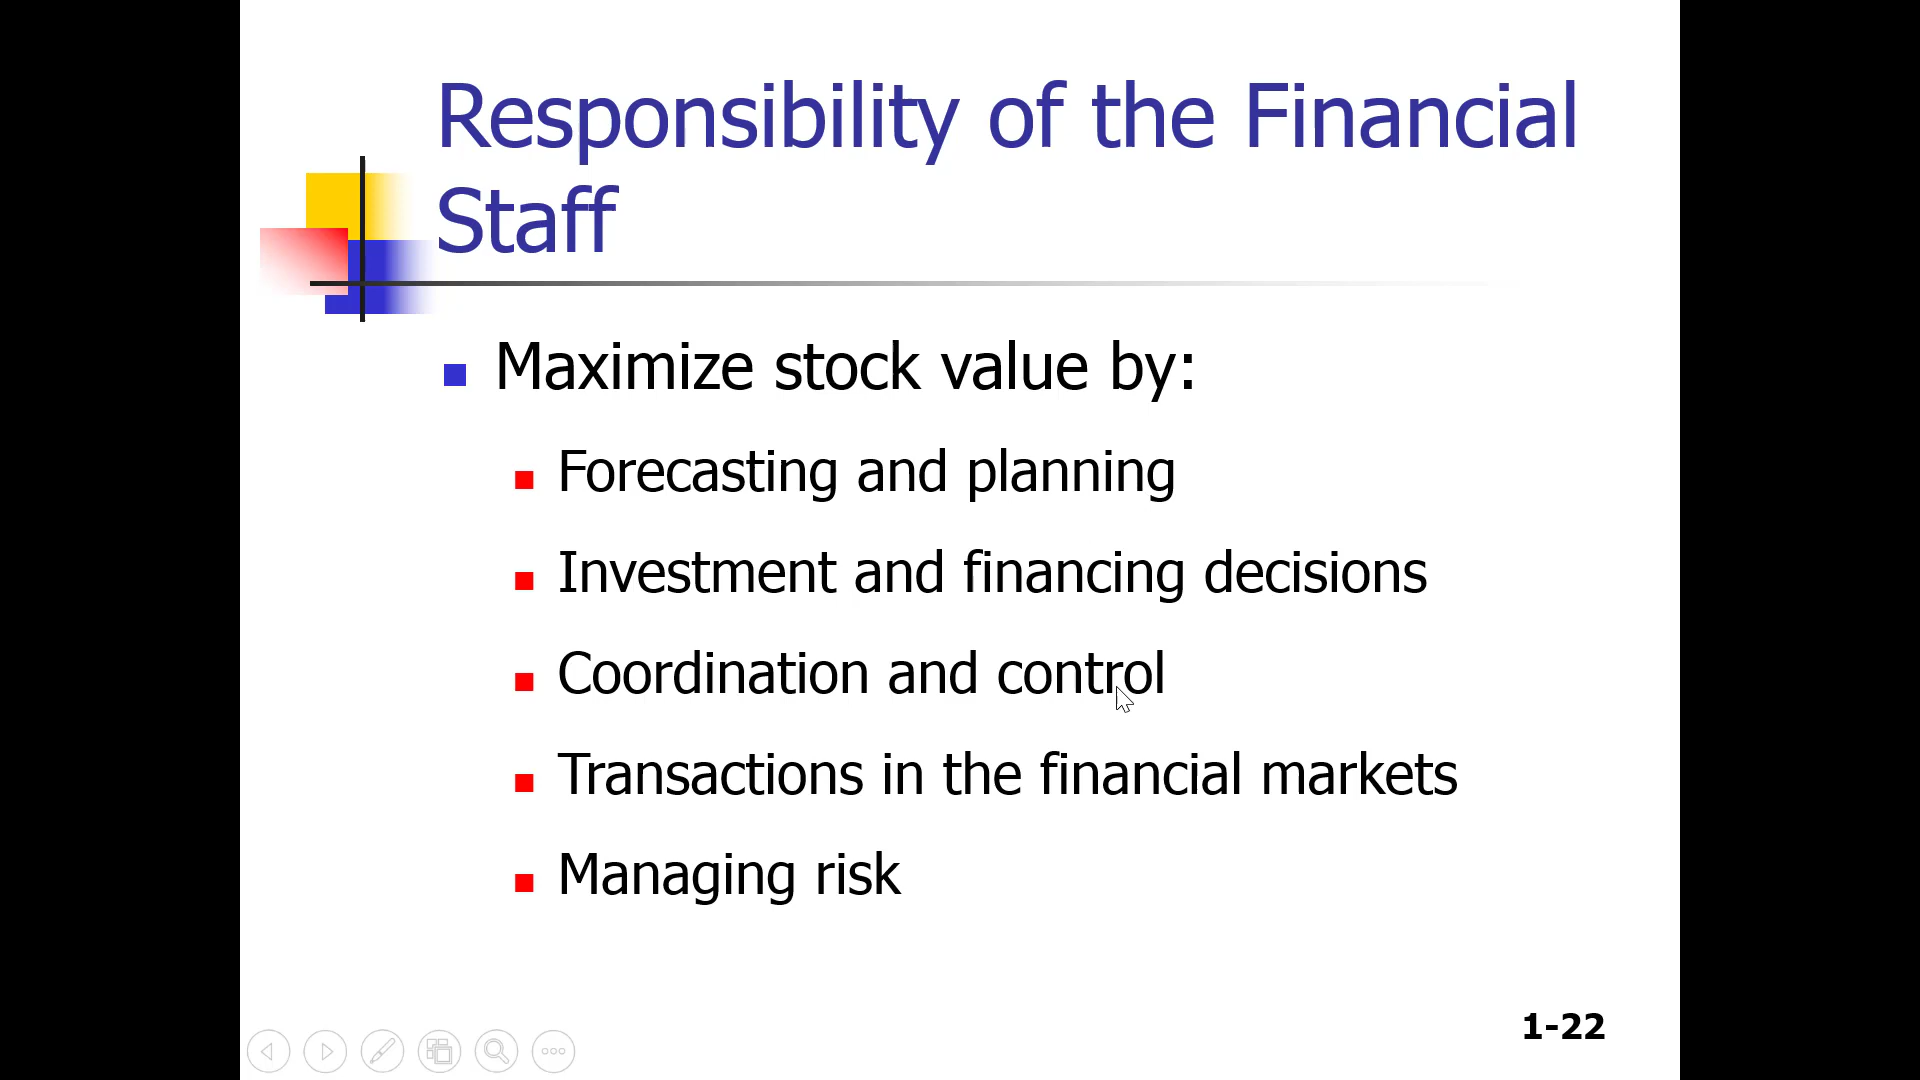 Responsibility of the Financial
Staff
Maximize stock value by:
Forecasting and planning
Investment and financing decisions
Coordination and control
Transactions in the financial markets
Managing risk
1-22